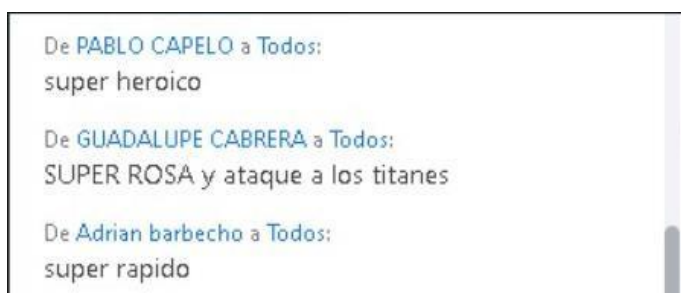 De PABLO CAPELO a Todos:
super heroico
De GUADALUPE CABRERA a Todos:
SUPER ROSA y ataque a los titanes
De Adrian barbecho a Todos:
super rapido